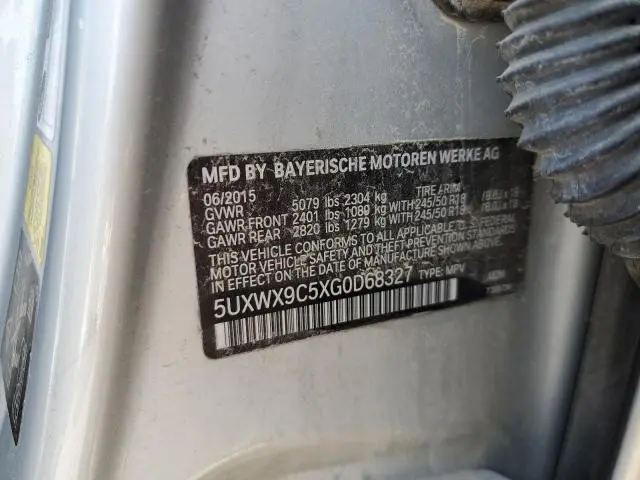 MFD BY BAYERISCHE MOTOREN WERKE AG
06/2015 TIRE & RIM
GVWR 5079 lbs 2304 kg
GAWR FRONT 2401 lbs 1089 kg WITH 245/50 R18
GAWR REAR 2820 lbs 1279 kg WITH 245/50 R18
THIS VEHICLE CONFORMS TO ALL APPLICABLE U.S. FEDERAL
MOTOR VEHICLE SAFETY AND THEFT PREVENTION STANDARDS
IN EFFECT ON THE DATE OF MANUFACTURE SHOWN ABOVE.
5UXWX9C5XG0D68327 TYPE: MPV